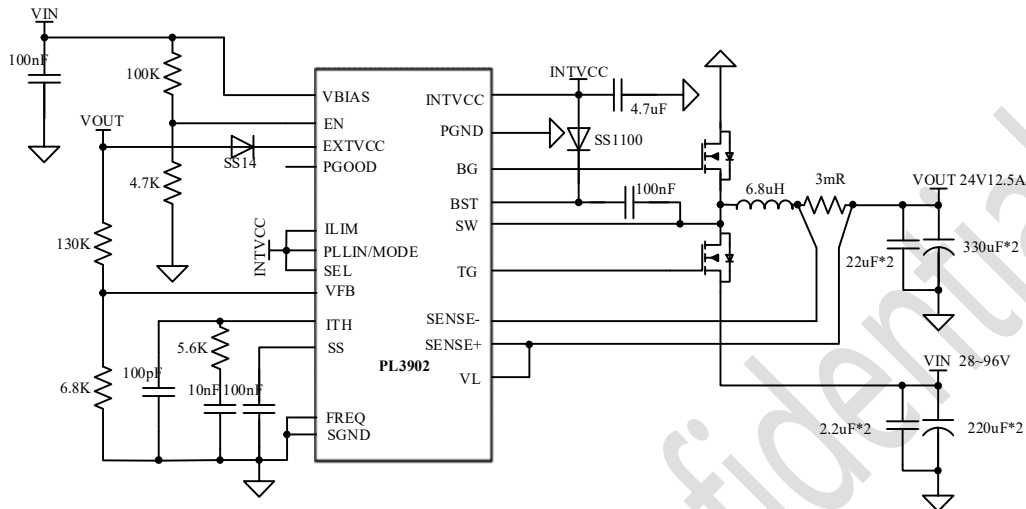 VIN
100nF
100K
VOUT
SS14
4.7K
130K
INTVCC
6.8K
100pF
5.6K
10nF
100nF
VBIAS
EN
EXTVCC
PGOOD
ILIM
PLLIN/MODE
SEL
VFB
ITH
SS
FREQ
SGND
PL3902
INTVCC
PGND
BG
BST
SW
TG
SENSE-
SENSE+
VL
INTVCC
4.7uF
SS1100
100nF
6.8uH
3mR
VOUT 24V12.5A
22uF*2
330uF*2
VIN 28~96V
2.2uF*2
220uF*2